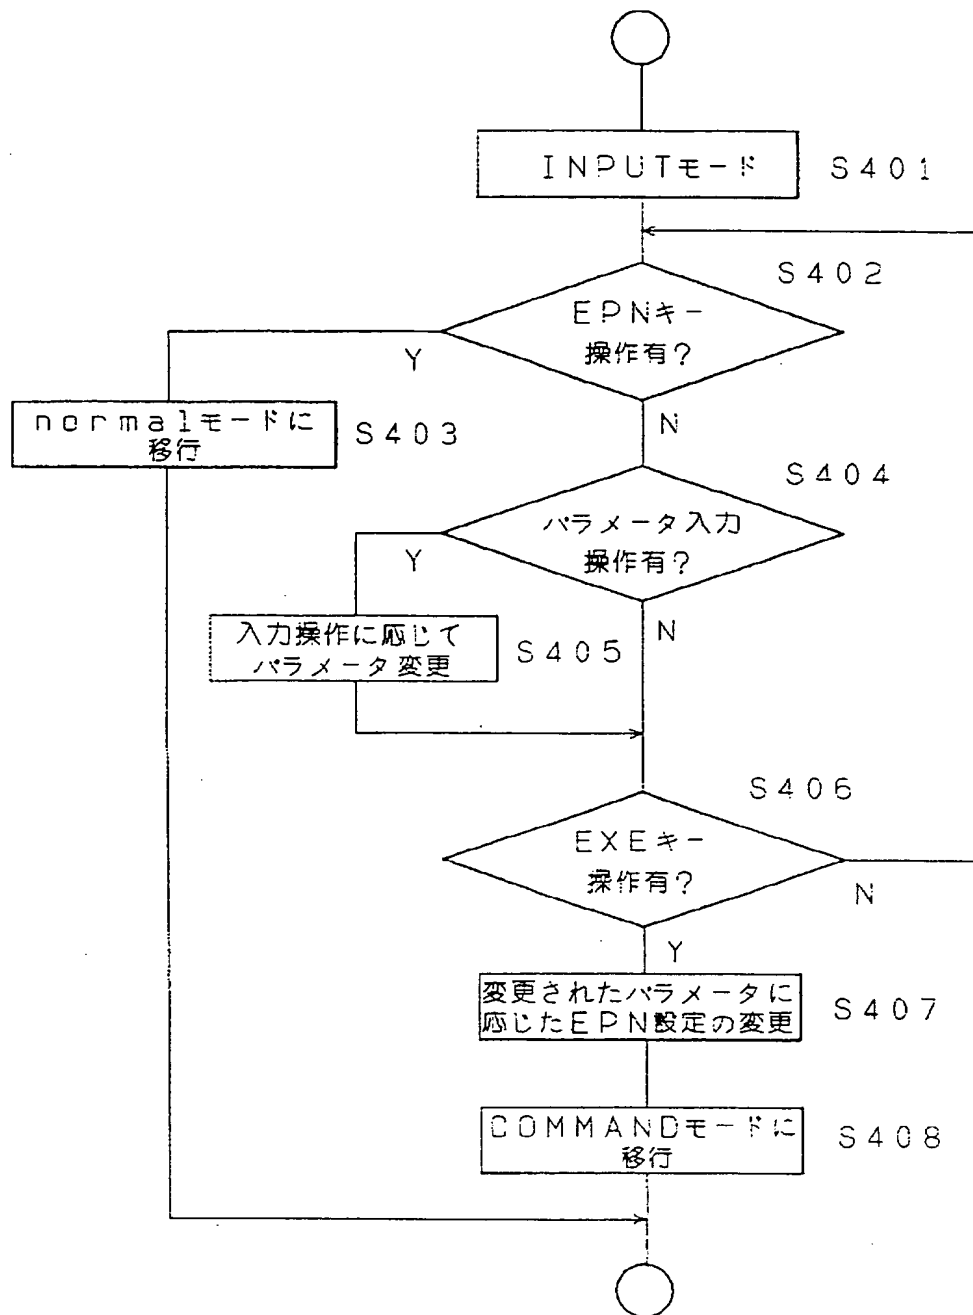 INPUTモード
S401
S402
EPNキー
操作有?
Y
N
normalモードに
移行
S403
S404
パラメータ入力
操作有?
Y
N
入力操作に応じて
パラメータ変更
S405
S406
EXEキー
操作有?
N
Y
変更されたパラメータに
応じたEPN設定の変更
S407
COMMANDモードに
移行
S408